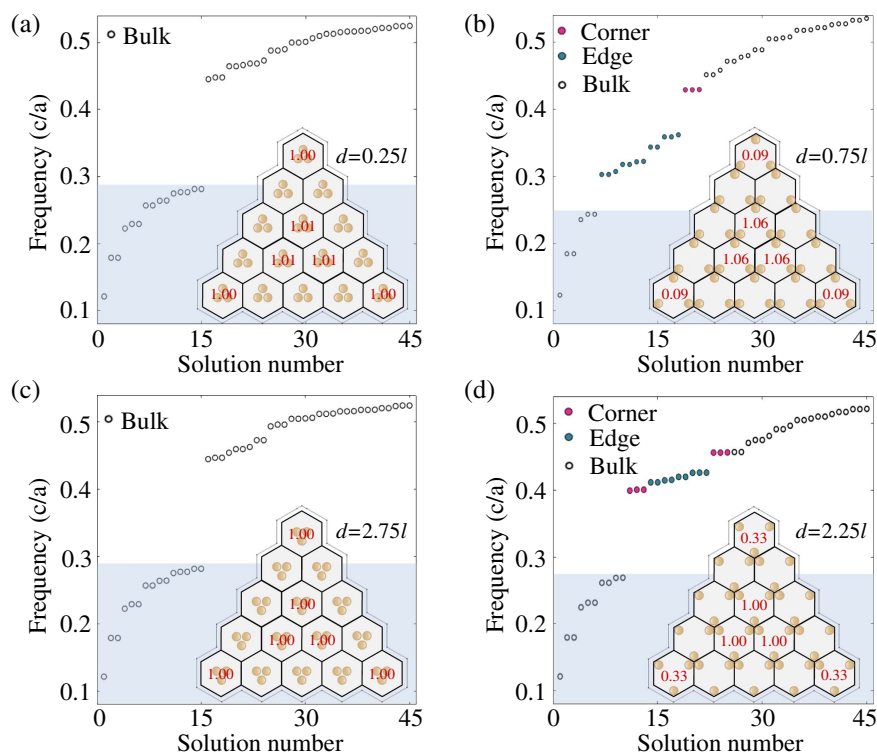 (a)
Bulk
0.5
0.4
0.3
0.2
0.1
Frequency (c/a)
d=0.25l
1.00
1.01
1.01 1.01
1.00 1.00
0 15 30 45
Solution number
(b)
Corner
Edge
Bulk
0.5
0.4
0.3
0.2
0.1
Frequency (c/a)
d=0.75l
0.09
1.06
1.06 1.06
0.09 0.09
0 15 30 45
Solution number
(c)
Bulk
0.5
0.4
0.3
0.2
0.1
Frequency (c/a)
d=2.75l
1.00
1.00
1.00 1.00
1.00 1.00
0 15 30 45
Solution number
(d)
Corner
Edge
Bulk
0.5
0.4
0.3
0.2
0.1
Frequency (c/a)
d=2.25l
0.33
1.00
1.00 1.00
0.33 0.33
0 15 30 45
Solution number